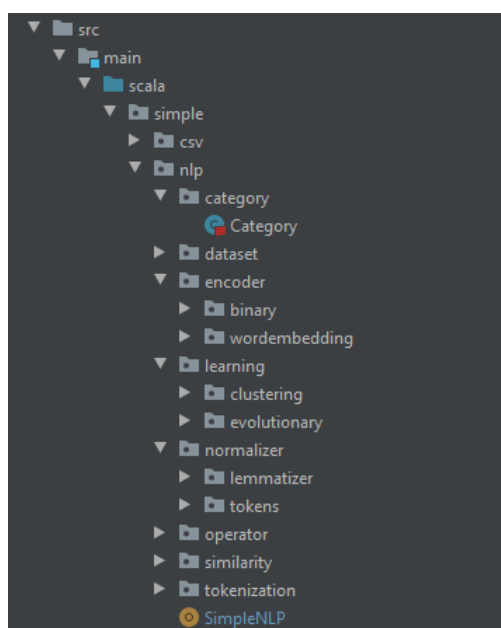 src
main
scala
simple
csv
nlp
category
Category
dataset
encoder
binary
wordembedding
learning
clustering
evolutionary
normalizer
lemmatizer
tokens
operator
similarity
tokenization
SimpleNLP